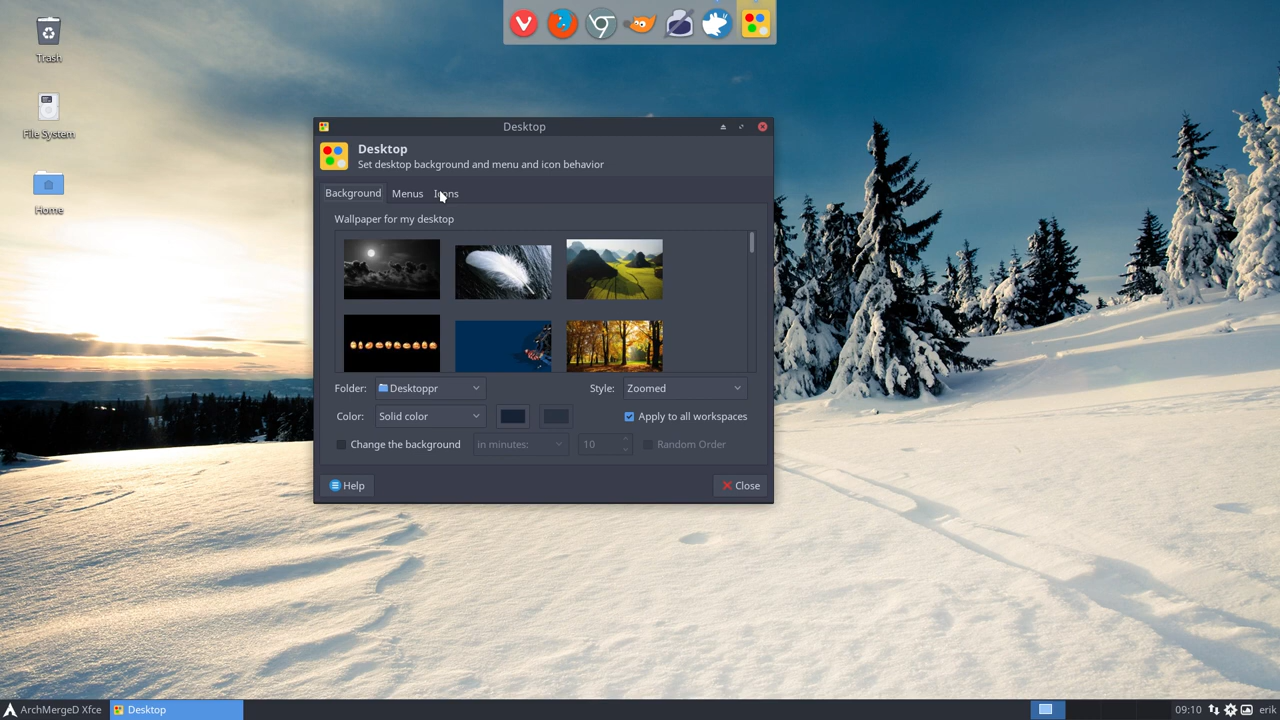 Trash
File System
Home
Desktop
Desktop
Set desktop background and menu and icon behavior
Background Menus Icons
Wallpaper for my desktop
Folder: Desktoppr Style: Zoomed
Color: Solid color Apply to all workspaces
Change the background in minutes: 10 Random Order
Help Close
ArchMergeD Xfce Desktop 09:10 erik